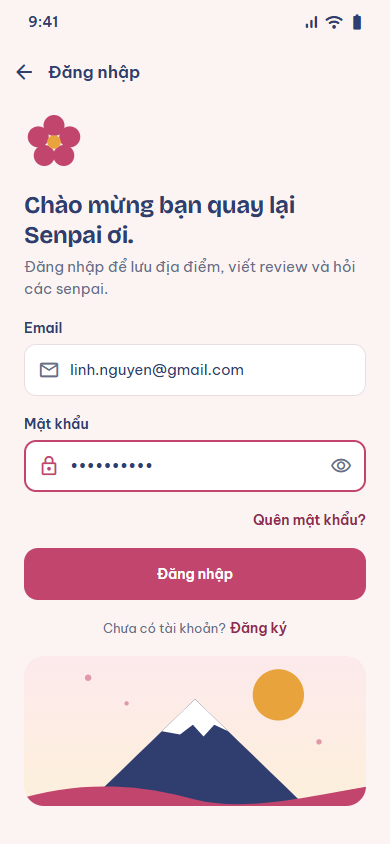 9:41
Đăng nhập
Chào mừng bạn quay lại
Senpai ơi.
Đăng nhập để lưu địa điểm, viết review và hỏi
các senpai.
Email
linh.nguyen@gmail.com
Mật khẩu
••••••••••
Quên mật khẩu?
Đăng nhập
Chưa có tài khoản? Đăng ký